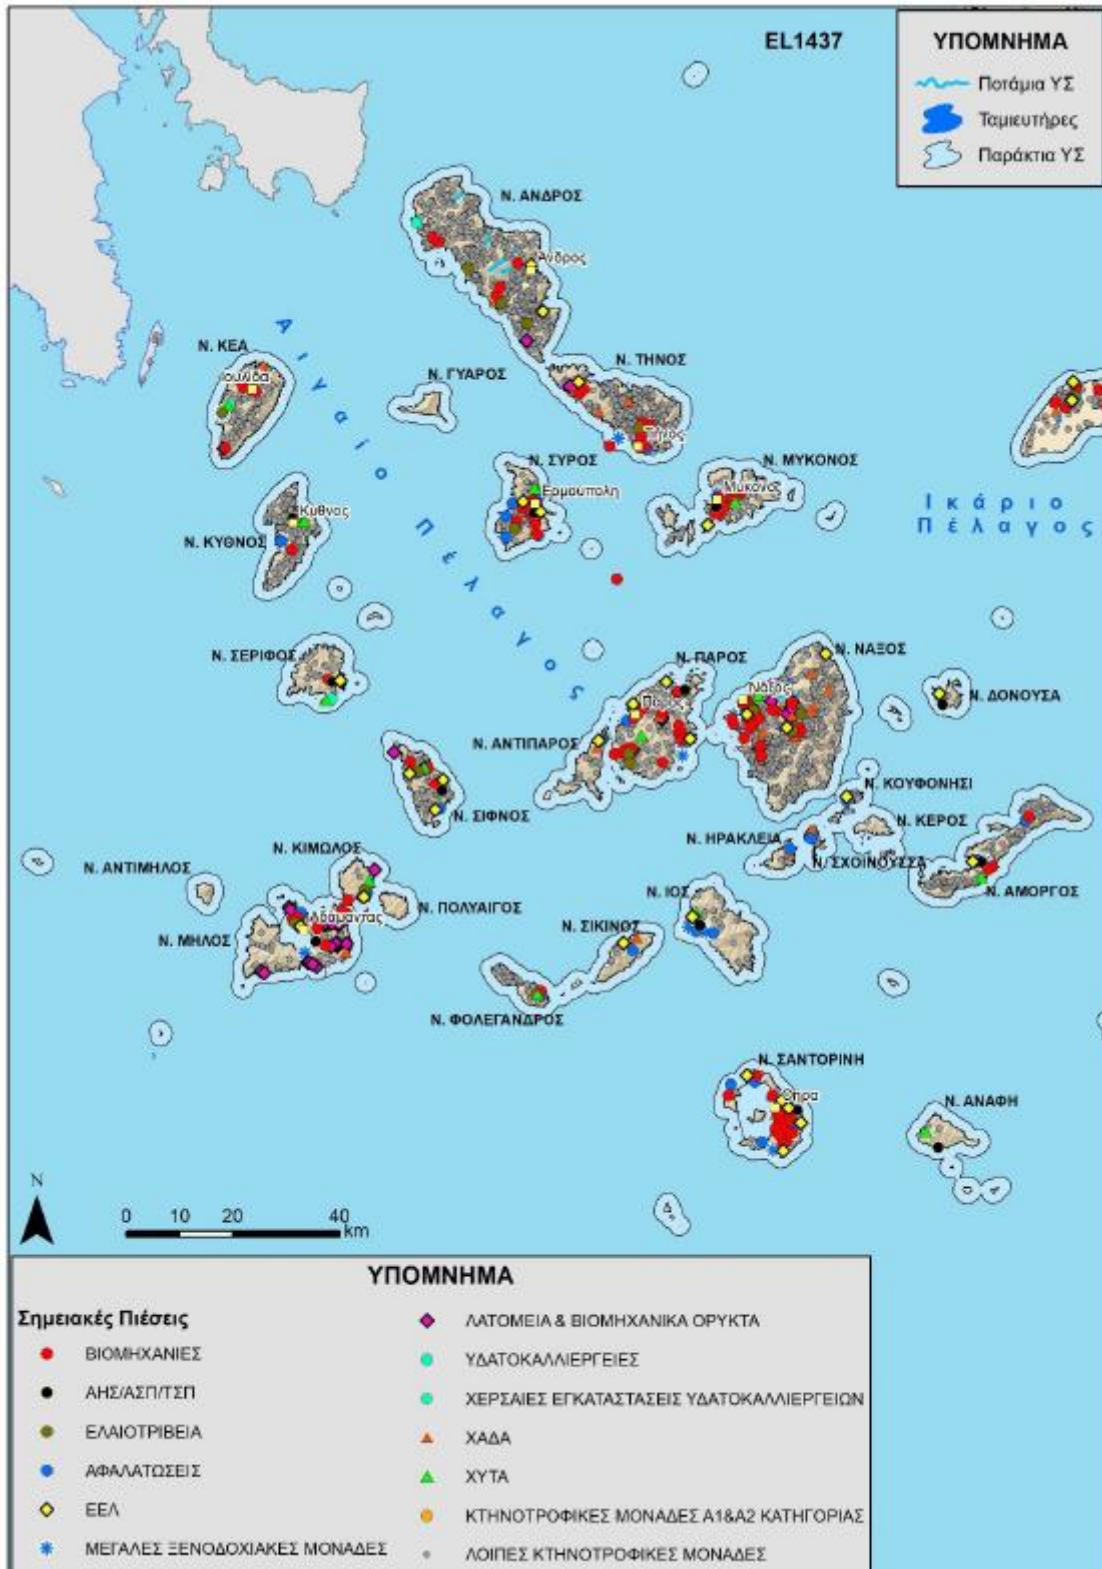 EL1437
ΥΠΟΜΝΗΜΑ
Ποτάμια ΥΣ
Ταμιευτήρες
Παράκτια ΥΣ
Ν. ΑΝΔΡΟΣ
Άνδρος
Ν. ΚΕΑ
Ν. ΓΥΑΡΟΣ
Ν. ΤΗΝΟΣ
Τήνος
Ν. ΣΥΡΟΣ
Ερμούπολη
Ν. ΜΥΚΟΝΟΣ
Μύκονος
Αιγαίο Πέλαγος
Ικάριο
Πέλαγος
Κύθνος
Ν. ΚΥΘΝΟΣ
Ν. ΣΕΡΙΦΟΣ
Ν. ΠΑΡΟΣ
Πάρος
Ν. ΝΑΞΟΣ
Νάξος
Ν. ΔΟΝΟΥΣΑ
Ν. ΑΝΤΙΠΑΡΟΣ
Ν. ΣΙΦΝΟΣ
Ν. ΚΟΥΦΟΝΗΣΙ
Ν. ΚΕΡΟΣ
Ν. ΗΡΑΚΛΕΙΑ
Ν. ΣΧΟΙΝΟΥΣΣΑ
Ν. ΑΜΟΡΓΟΣ
Ν. ΚΙΜΩΛΟΣ
Ν. ΑΝΤΙΜΗΛΟΣ
Ν. ΠΟΛΥΑΙΓΟΣ
Αδάμαντας
Ν. ΜΗΛΟΣ
Ν. ΙΟΣ
Ν. ΣΙΚΙΝΟΣ
Ν. ΦΟΛΕΓΑΝΔΡΟΣ
Ν. ΣΑΝΤΟΡΙΝΗ
Θήρα
Ν. ΑΝΑΦΗ
N
0 10 20 40
km
ΥΠΟΜΝΗΜΑ
Σημειακές Πιέσεις
ΒΙΟΜΗΧΑΝΙΕΣ
ΑΗΣ/ΑΣΠ/ΤΣΠ
ΕΛΑΙΟΤΡΙΒΕΙΑ
ΑΦΑΛΑΤΩΣΕΙΣ
ΕΕΛ
ΜΕΓΑΛΕΣ ΞΕΝΟΔΟΧΙΑΚΕΣ ΜΟΝΑΔΕΣ
ΛΑΤΟΜΕΙΑ & ΒΙΟΜΗΧΑΝΙΚΑ ΟΡΥΚΤΑ
ΥΔΑΤΟΚΑΛΛΙΕΡΓΕΙΕΣ
ΧΕΡΣΑΙΕΣ ΕΓΚΑΤΑΣΤΑΣΕΙΣ ΥΔΑΤΟΚΑΛΛΙΕΡΓΕΙΩΝ
ΧΑΔΑ
ΧΥΤΑ
ΚΤΗΝΟΤΡΟΦΙΚΕΣ ΜΟΝΑΔΕΣ Α1&Α2 ΚΑΤΗΓΟΡΙΑΣ
ΛΟΙΠΕΣ ΚΤΗΝΟΤΡΟΦΙΚΕΣ ΜΟΝΑΔΕΣ